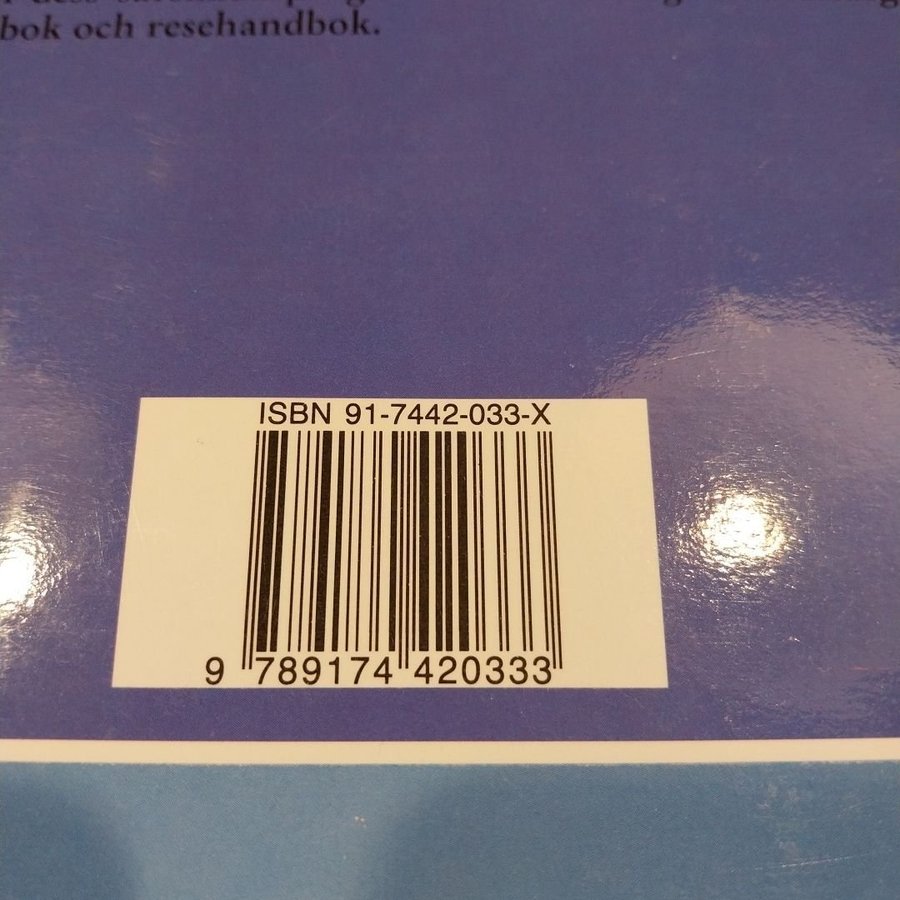 bok och resehandbok.
ISBN 91-7442-033-X
9 789174 420333